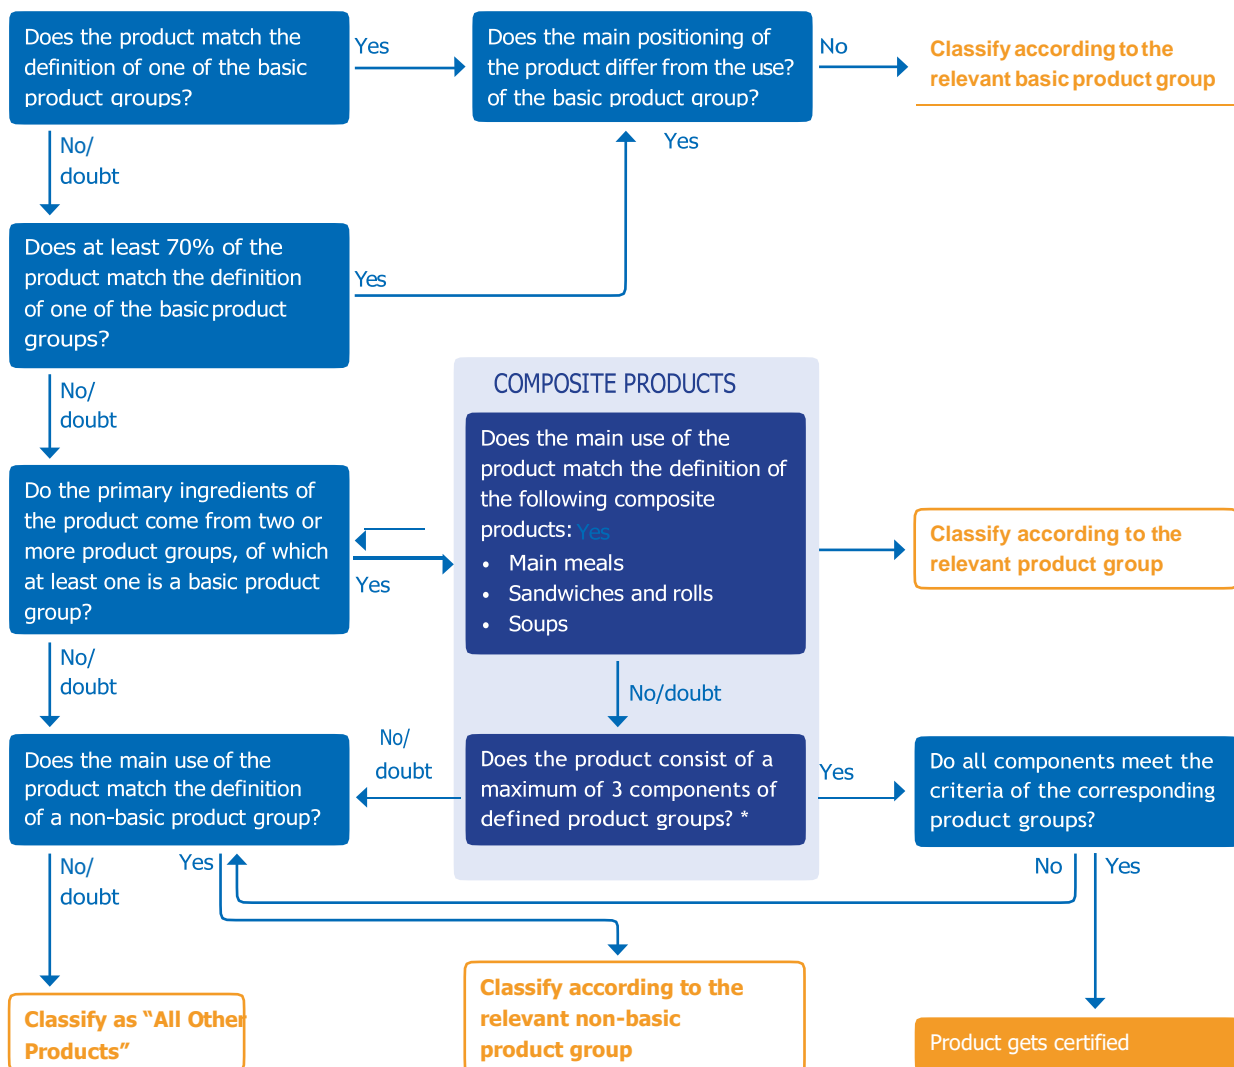 Does the product match the
definition of one of the basic
product groups?
Yes
Does the main positioning of
the product differ from the use?
of the basic product group?
No
Classify according to the
relevant basic product group
No/
doubt
Yes
Does at least 70% of the
product match the definition
of one of the basic product
groups?
Yes
No/
doubt
COMPOSITE PRODUCTS
Does the main use of the
product match the definition of
the following composite
products: Yes
• Main meals
• Sandwiches and rolls
• Soups
Do the primary ingredients of
the product come from two or
more product groups, of which
at least one is a basic product
group?
Yes
Classify according to the
relevant product group
No/
doubt
No/doubt
Does the main use of the
product match the definition
of a non-basic product group?
No/
doubt
Does the product consist of a
maximum of 3 components of
defined product groups? *
Yes
Do all components meet the
criteria of the corresponding
product groups?
No/
doubt
Yes
No
Yes
Classify as “All Other
Products”
Classify according to the
relevant non-basic
product group
Product gets certified